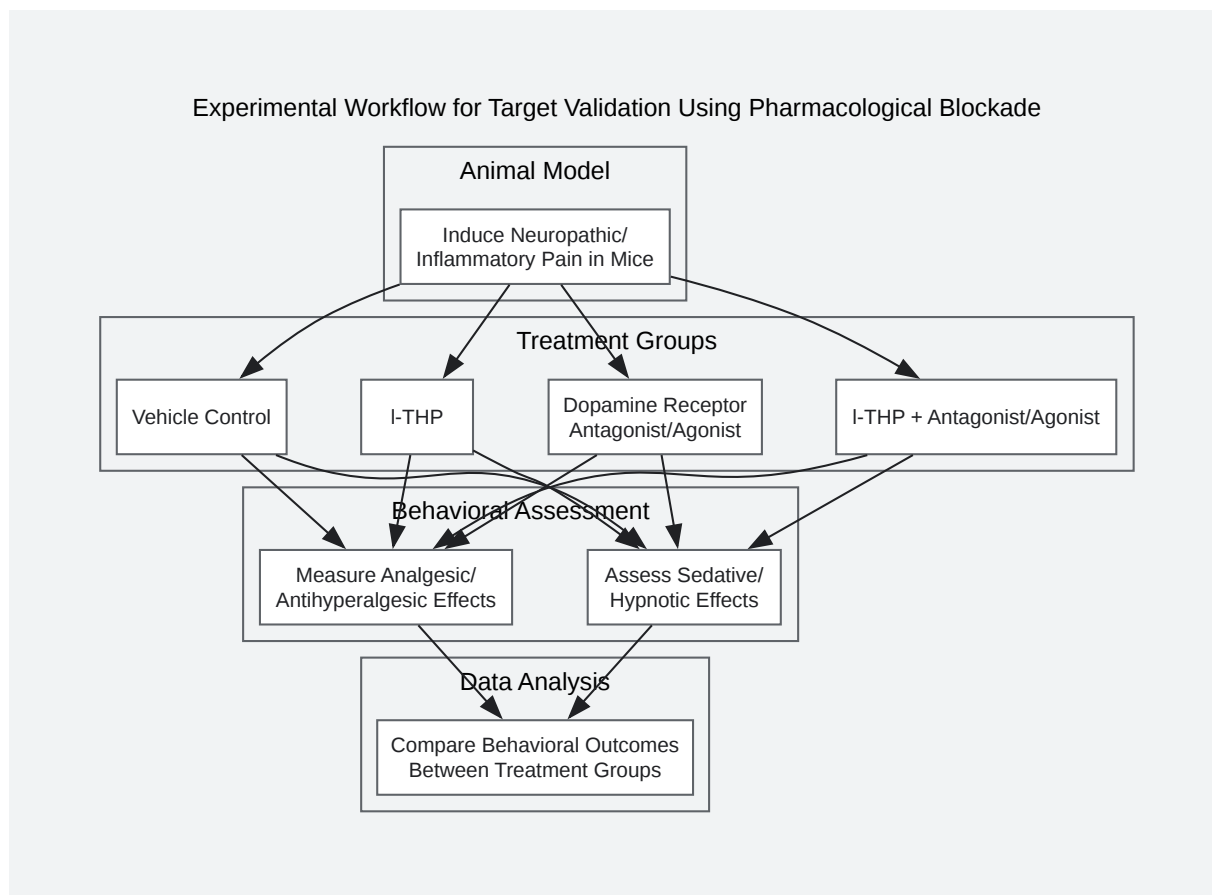 Experimental Workflow for Target Validation Using Pharmacological Blockade
Animal Model
Induce Neuropathic/
Inflammatory Pain in Mice
Treatment Groups
Vehicle Control
l-THP
Dopamine Receptor
Antagonist/Agonist
l-THP + Antagonist/Agonist
Behavioral Assessment
Measure Analgesic/
Antihyperalgesic Effects
Assess Sedative/
Hypnotic Effects
Data Analysis
Compare Behavioral Outcomes
Between Treatment Groups